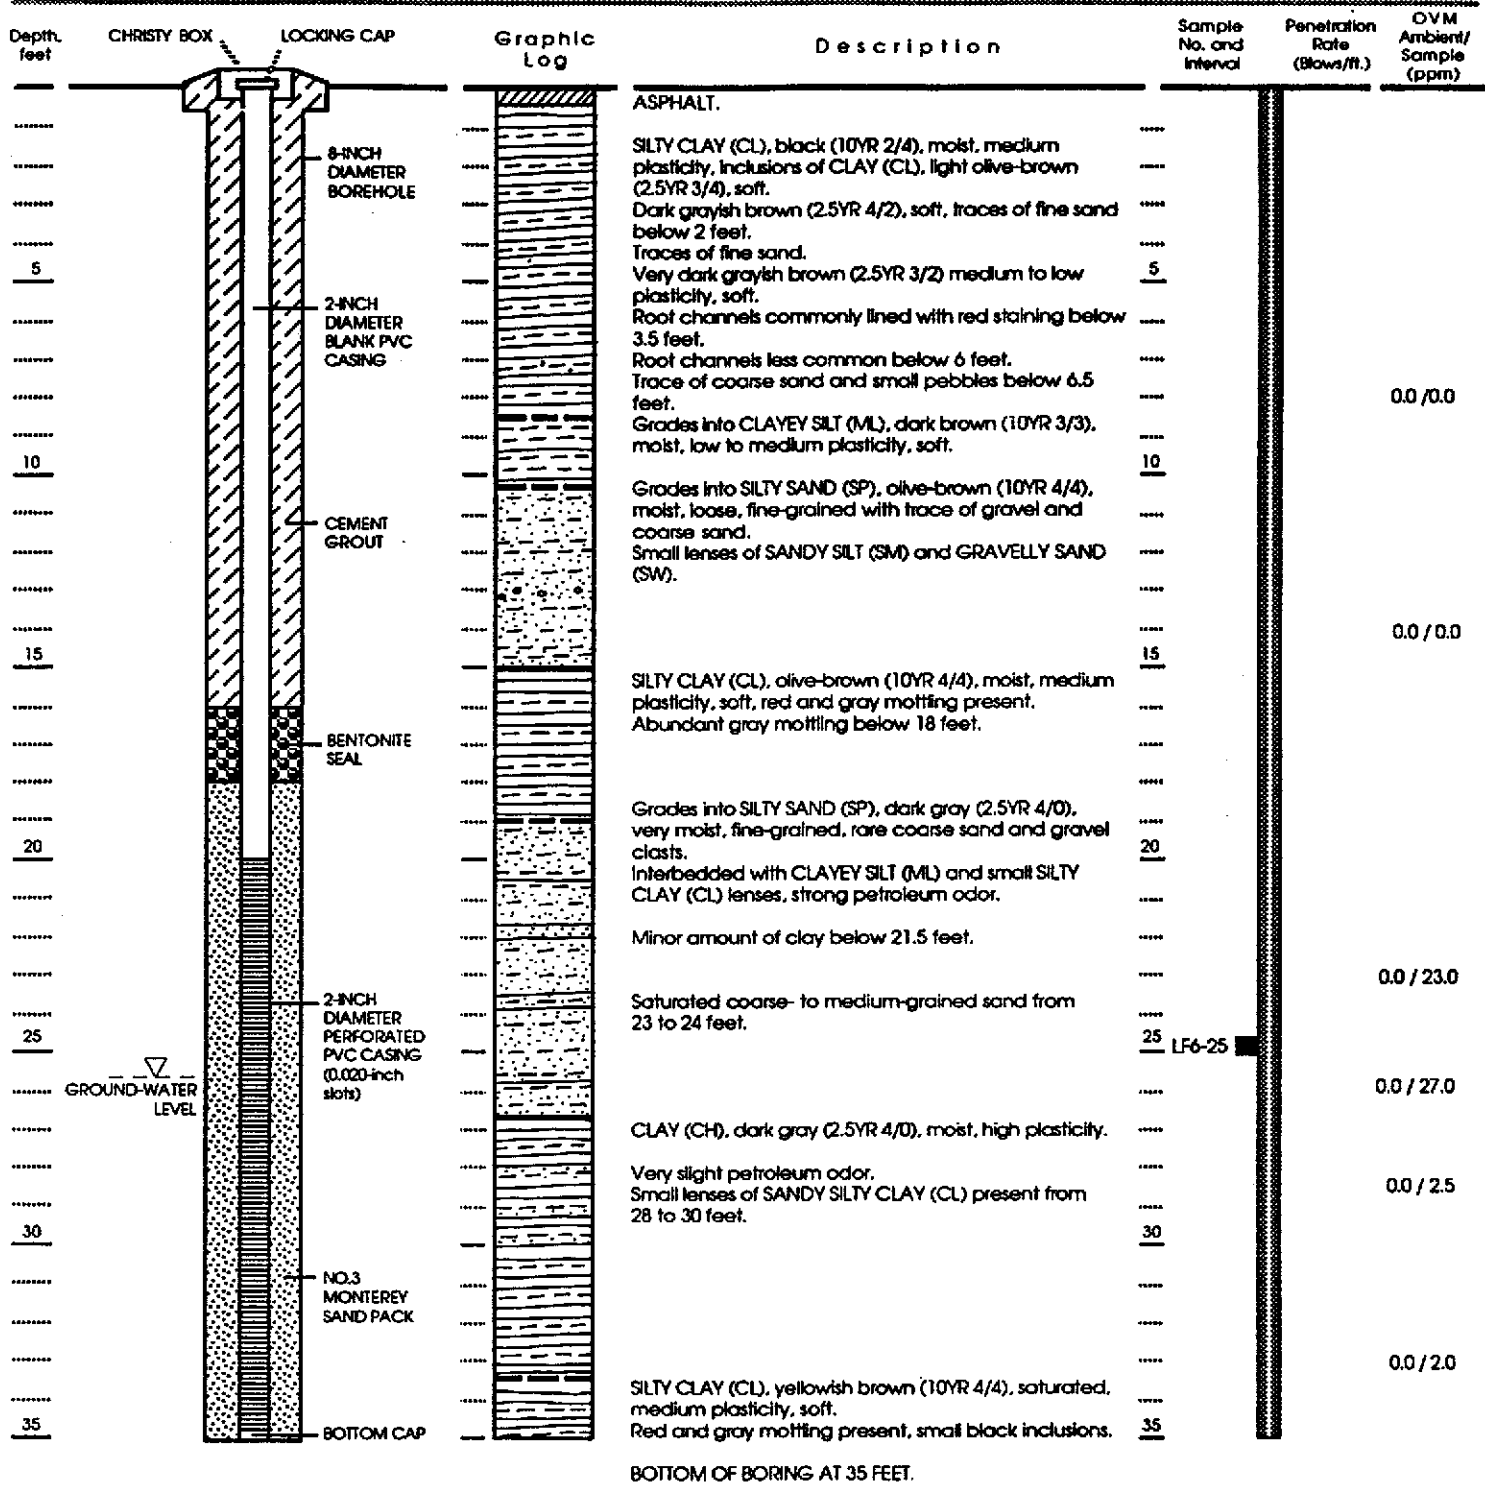 Depth, feet
CHRISTY BOX
LOCKING CAP
Graphic Log
Description
Sample No. and Interval
Penetration Rate (Blows/ft.)
OVM Ambient/ Sample (ppm)
8-INCH
DIAMETER
BOREHOLE
2-INCH
DIAMETER
BLANK PVC
CASING
CEMENT
GROUT
BENTONITE
SEAL
2-INCH
DIAMETER
PERFORATED
PVC CASING
(0.020-inch
slots)
GROUND-WATER
LEVEL
NO.3
MONTEREY
SAND PACK
BOTTOM CAP
5
10
15
20
25
30
35
ASPHALT.
SILTY CLAY (CL), black (10YR 2/4), moist, medium
plasticity, inclusions of CLAY (CL), light olive-brown
(2.5YR 3/4), soft.
Dark grayish brown (2.5YR 4/2), soft, traces of fine sand
below 2 feet.
Traces of fine sand.
Very dark grayish brown (2.5YR 3/2) medium to low
plasticity, soft.
Root channels commonly lined with red staining below
3.5 feet.
Root channels less common below 6 feet.
Trace of coarse sand and small pebbles below 6.5
feet.
Grades into CLAYEY SILT (ML), dark brown (10YR 3/3),
moist, low to medium plasticity, soft.
Grades into SILTY SAND (SP), olive-brown (10YR 4/4),
moist, loose, fine-grained with trace of gravel and
coarse sand.
Small lenses of SANDY SILT (SM) and GRAVELLY SAND
(SW).
SILTY CLAY (CL), olive-brown (10YR 4/4), moist, medium
plasticity, soft, red and gray mottling present.
Abundant gray mottling below 18 feet.
Grades into SILTY SAND (SP), dark gray (2.5YR 4/0),
very moist, fine-grained, rare coarse sand and gravel
clasts.
Interbedded with CLAYEY SILT (ML) and small SILTY
CLAY (CL) lenses, strong petroleum odor.
Minor amount of clay below 21.5 feet.
Saturated coarse- to medium-grained sand from
23 to 24 feet.
CLAY (CH), dark gray (2.5YR 4/0), moist, high plasticity.
Very slight petroleum odor.
Small lenses of SANDY SILTY CLAY (CL) present from
28 to 30 feet.
SILTY CLAY (CL), yellowish brown (10YR 4/4), saturated,
medium plasticity, soft.
Red and gray mottling present, small black inclusions.
BOTTOM OF BORING AT 35 FEET.
5
10
15
20
25
30
35
LF6-25
0.0 /0.0
0.0 / 0.0
0.0 / 23.0
0.0 / 27.0
0.0 / 2.5
0.0 / 2.0